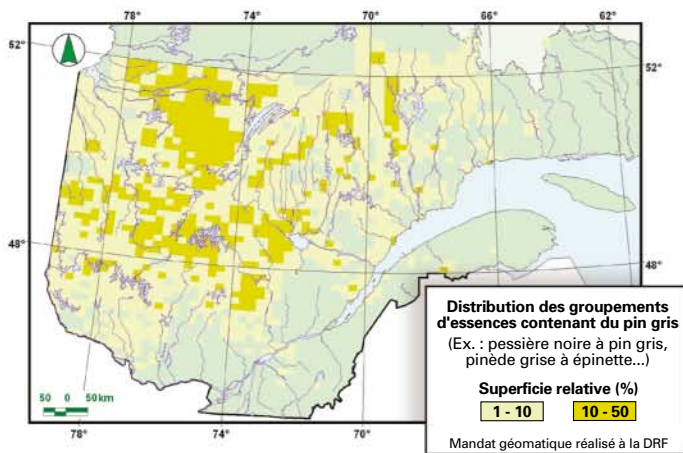 78° 74° 70° 66° 62°
52° 52°
48° 48°
50 0 50 km
78° 74° 70°
Distribution des groupements
d'essences contenant du pin gris
(Ex. : pessière noire à pin gris,
pinède grise à épinette...)
Superficie relative (%)
1 - 10 10 - 50
Mandat géomatique réalisé à la DRF